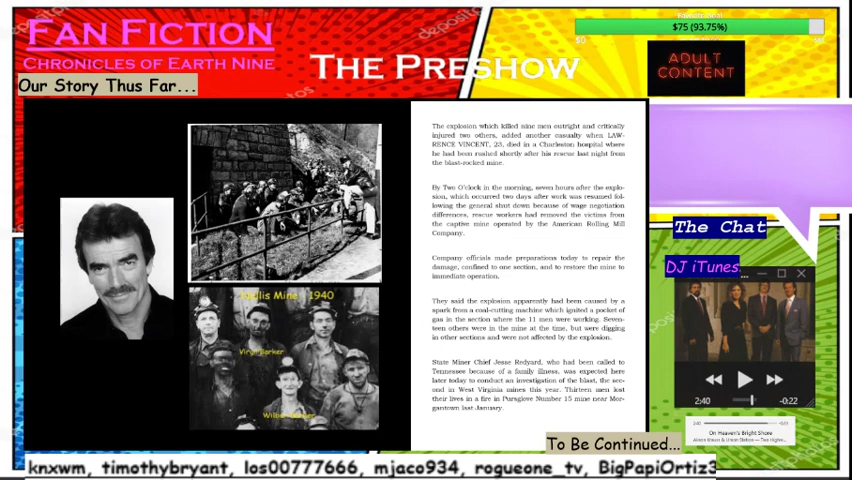 FAN FICTION
CHRONICLES OF EARTH NINE
THE PRESHOW
$75 (93.75%)
$0
ADULT
CONTENT
Our Story Thus Far...
The explosion which killed nine men outright and critically
injured two others, added another casualty when LAW-
RENCE VINCENT, 23, died in a Charleston hospital where
he had been rushed shortly after his rescue last night from
the blast-rocked mine.
By Two O'clock in the morning, seven hours after the explo-
sion, which occurred two days after work was resumed fol-
lowing the general shut down because of wage negotiation
differences, rescue workers had removed the victims from
the captive mine operated by the American Rolling Mill
Company.
Company officials made preparations today to repair the
damage, confined to one section, and to restore the mine to
immediate operation.
They said the explosion apparently had been caused by a
spark from a coal-cutting machine which ignited a pocket of
gas in the section where the 11 men were working. Seven-
teen others were in the mine at the time, but were digging
in other sections and were not affected by the explosion.
State Miner Chief Jesse Redyard, who had been called to
Tennessee because of a family illness, was expected here
later today to conduct an investigation of the blast, the sec-
ond in West Virginia mines this year. Thirteen men lost
their lives in a fire in Pursglove Number 15 mine near Mor-
gantown last January.
Mine 1940
The Chat
DJ iTunes
2:40
-0:22
On Heaven's Bright Shore
To Be Continued...
knxwm, timothybryant, los00777666, mjaco934, rogueone_tv, BigPapiOrtiz3